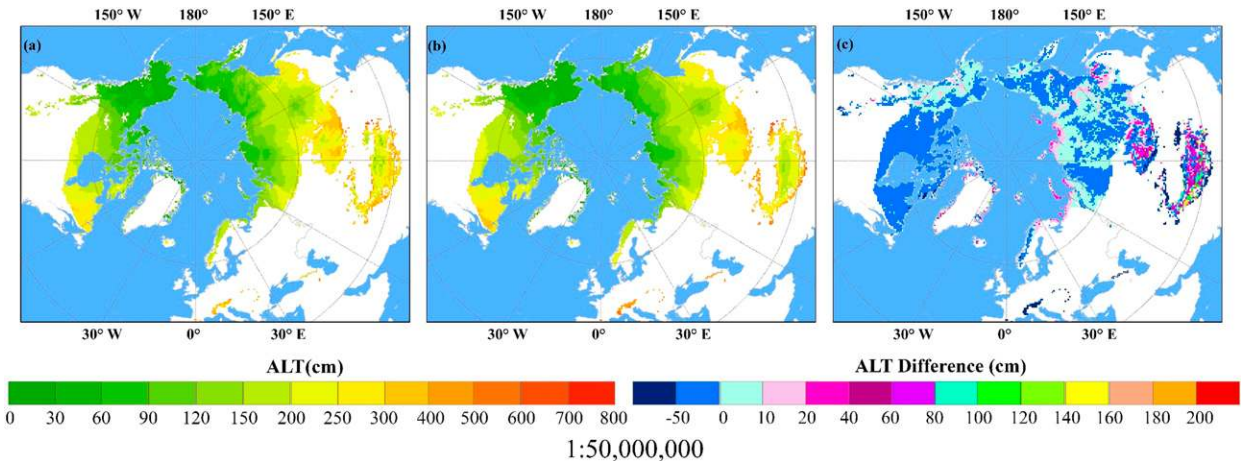 150° W 180° 150° E 150° W 180° 150° E 150° W 180° 150° E
(a) (b) (c)
30° W 0° 30° E 30° W 0° 30° E 30° W 0° 30° E
ALT(cm) ALT Difference (cm)
0 30 60 90 120 150 200 250 300 400 500 600 700 800 -50 0 10 20 40 60 80 100 120 140 160 180 200
1:50,000,000